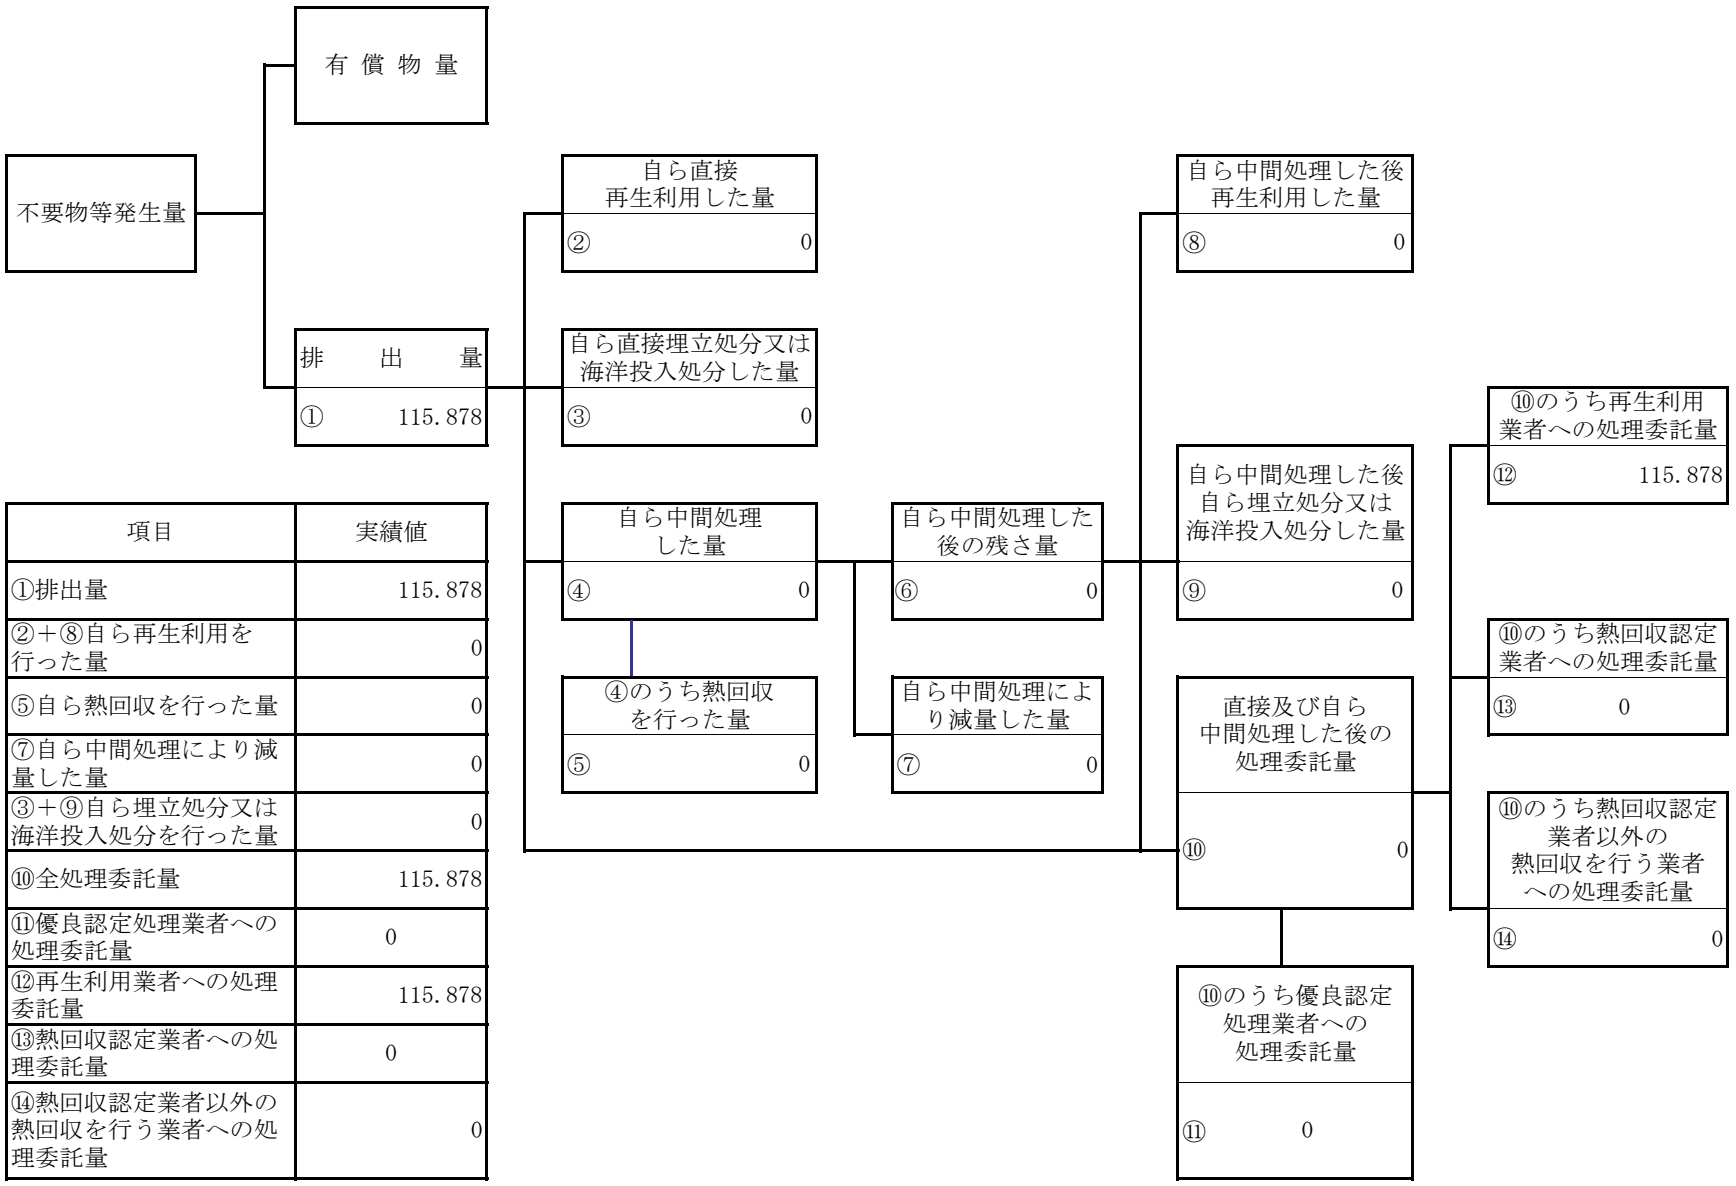 有 償 物 量
不要物等発生量
自ら直接
再生利用した量
② 0
自ら中間処理した後
再生利用した量
⑧ 0
排 出 量
① 115.878
自ら直接埋立処分又は
海洋投入処分した量
③ 0
⑩のうち再生利用
業者への処理委託量
⑫ 115.878
自ら中間処理した後
自ら埋立処分又は
海洋投入処分した量
⑨ 0
自ら中間処理
した量
④ 0
自ら中間処理した
後の残さ量
⑥ 0
⑩のうち熱回収認定
業者への処理委託量
⑬ 0
④のうち熱回収
を行った量
⑤ 0
自ら中間処理によ
り減量した量
⑦ 0
直接及び自ら
中間処理した後の
処理委託量
⑩ 0
⑩のうち熱回収認定
業者以外の
熱回収を行う業者
への処理委託量
⑭ 0
⑩のうち優良認定
処理業者への
処理委託量
⑪ 0
項目 実績値
①排出量 115.878
②＋⑧自ら再生利用を
行った量 0
⑤自ら熱回収を行った量 0
⑦自ら中間処理により減
量した量 0
③＋⑨自ら埋立処分又は
海洋投入処分を行った量 0
⑩全処理委託量 115.878
⑪優良認定処理業者への
処理委託量 0
⑫再生利用業者への処理
委託量 115.878
⑬熱回収認定業者への処
理委託量 0
⑭熱回収認定業者以外の
熱回収を行う業者への処
理委託量 0